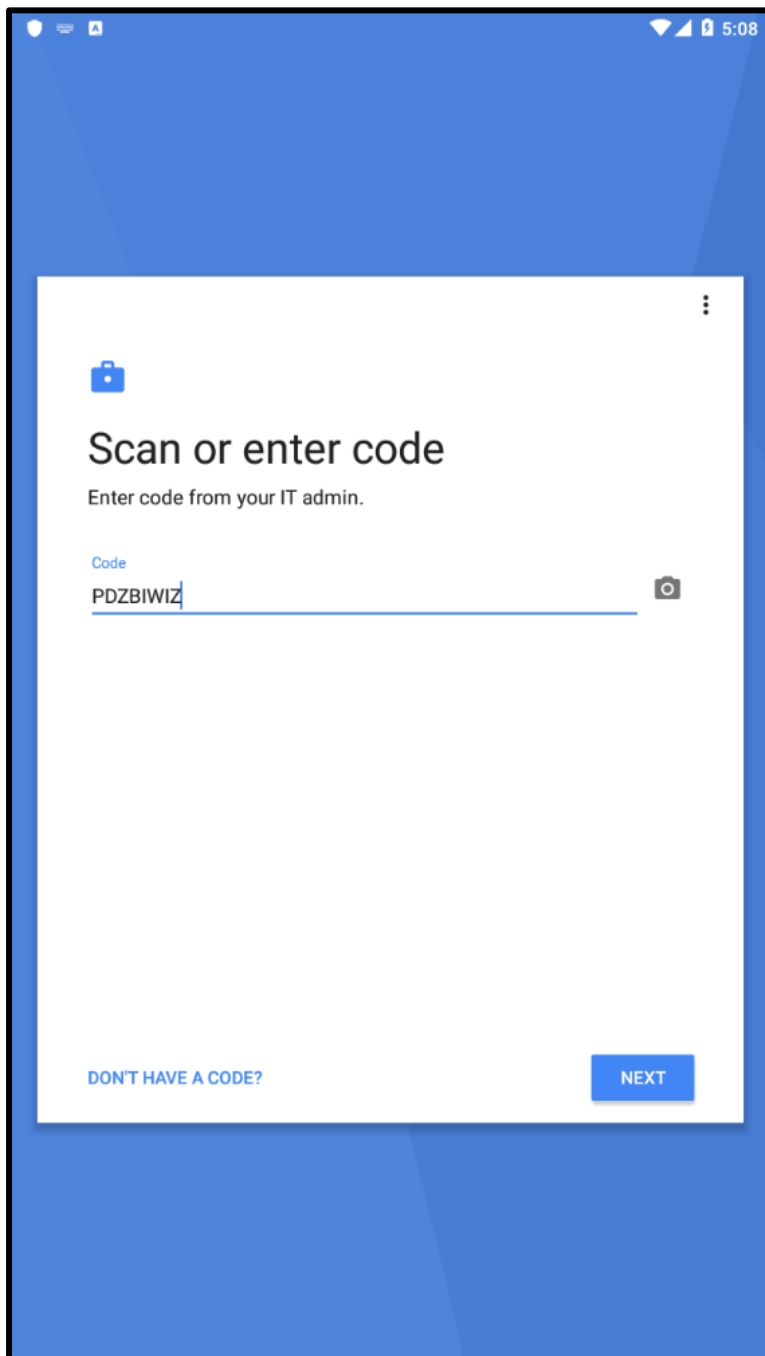 5:08
Scan or enter code
Enter code from your IT admin.
Code
PDZBIWIZ
DON'T HAVE A CODE?
NEXT